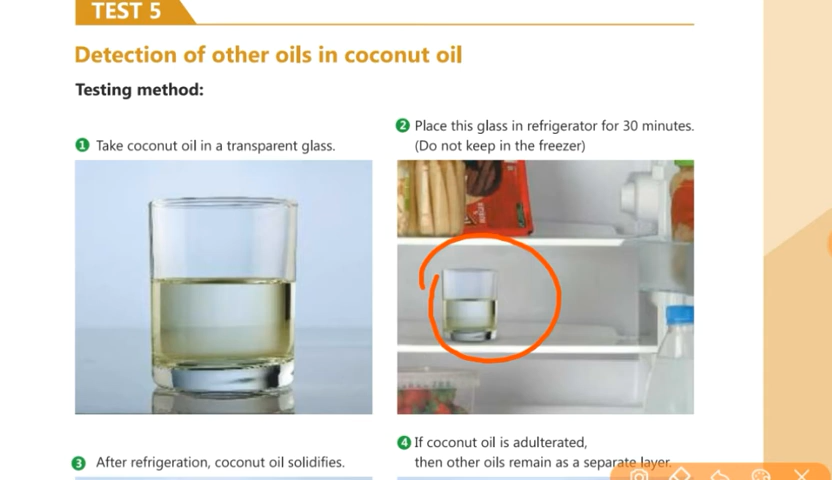 TEST 5
Detection of other oils in coconut oil
Testing method:
1 Take coconut oil in a transparent glass.
2 Place this glass in refrigerator for 30 minutes.
(Do not keep in the freezer)
3 After refrigeration, coconut oil solidifies.
4 If coconut oil is adulterated,
then other oils remain as a separate layer.